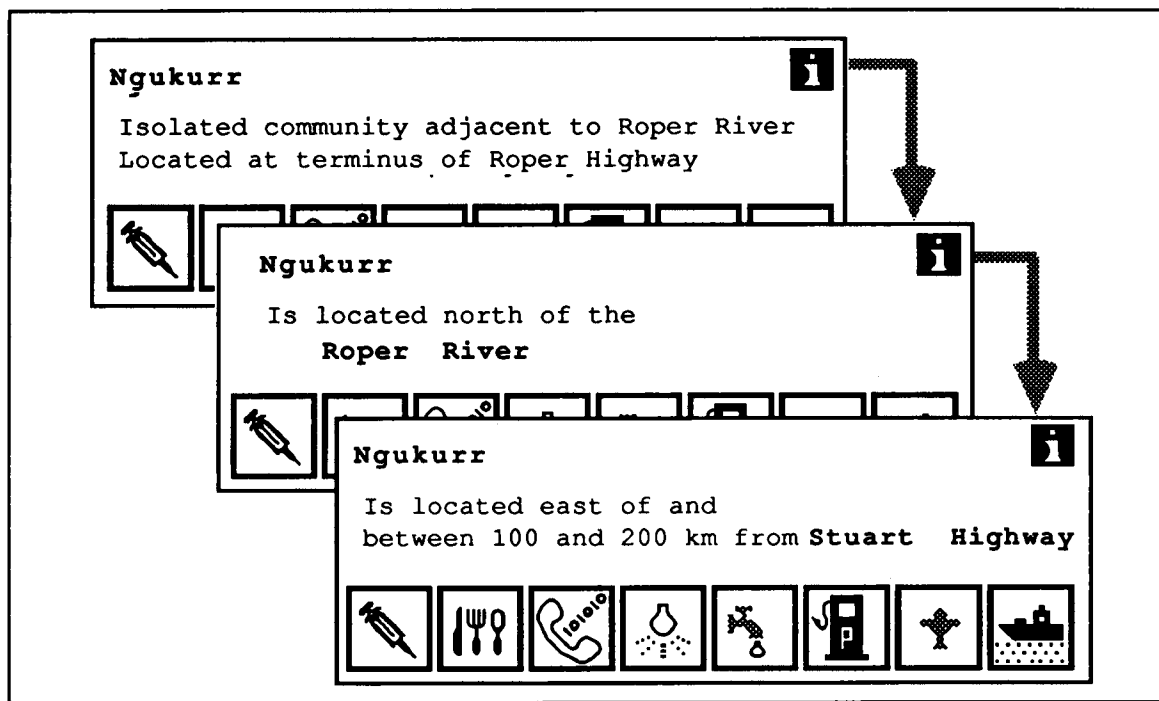 Ngukurr
i
Isolated community adjacent to Roper River
Located at terminus of Roper Highway
Ngukurr
i
Is located north of the
Roper River
Ngukurr
i
Is located east of and
between 100 and 200 km from Stuart Highway
101010
P